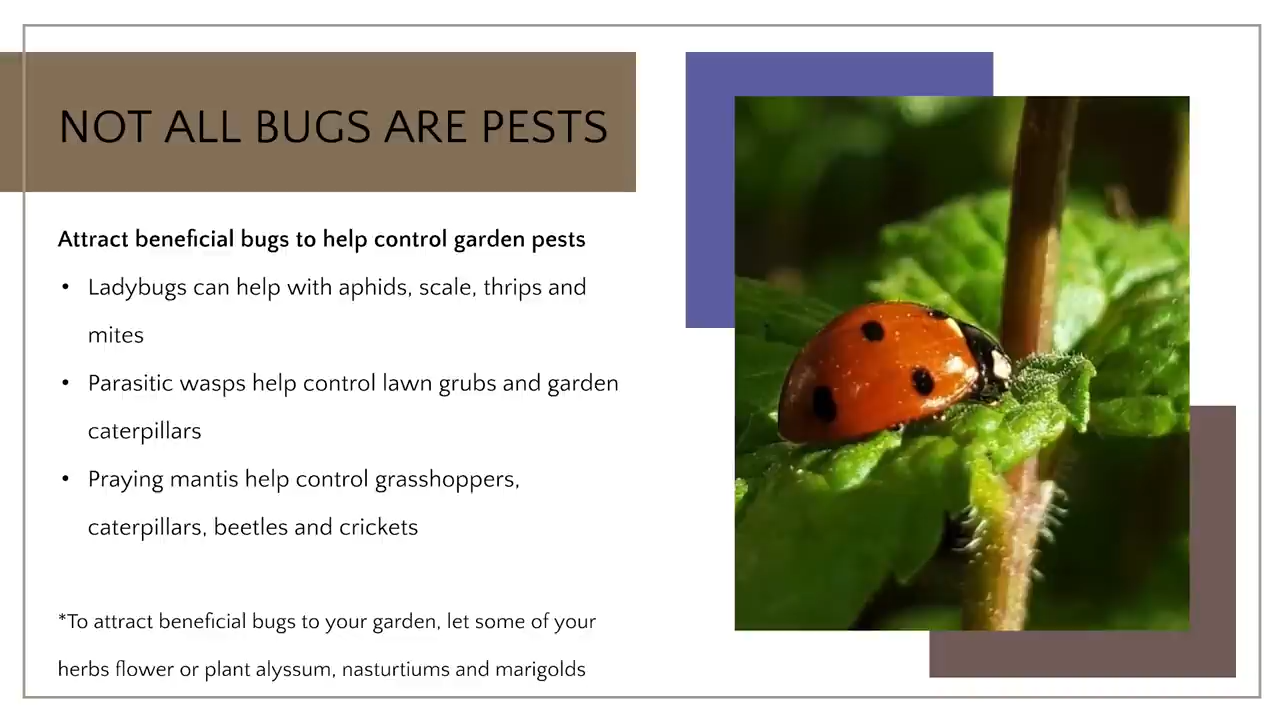 NOT ALL BUGS ARE PESTS
Attract beneficial bugs to help control garden pests
• Ladybugs can help with aphids, scale, thrips and
mites
• Parasitic wasps help control lawn grubs and garden
caterpillars
• Praying mantis help control grasshoppers,
caterpillars, beetles and crickets
*To attract beneficial bugs to your garden, let some of your
herbs flower or plant alyssum, nasturtiums and marigolds